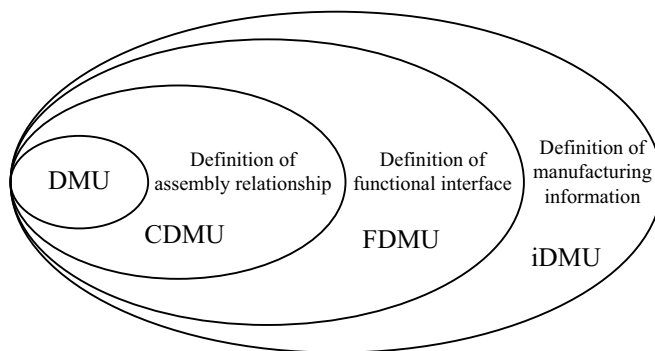 DMU
Definition of
assembly relationship
CDMU
Definition of
functional interface
FDMU
Definition of
manufacturing
information
iDMU